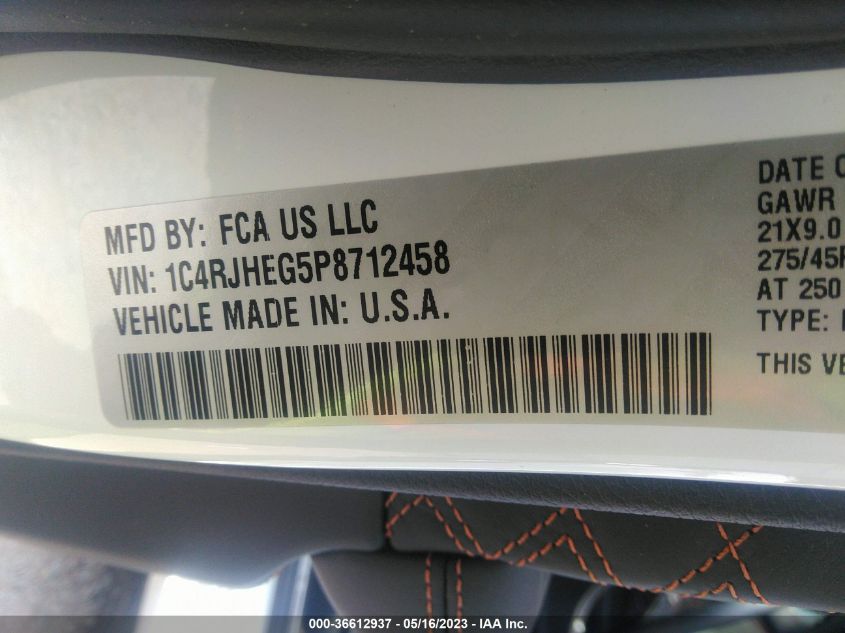 MFD BY: FCA US LLC
VIN: 1C4RJHEG5P8712458
VEHICLE MADE IN: U.S.A.
DATE
GAWR
21X9.0
275/45R
AT 250
TYPE:
THIS
000-36612937 - 05/16/2023 - IAA Inc.